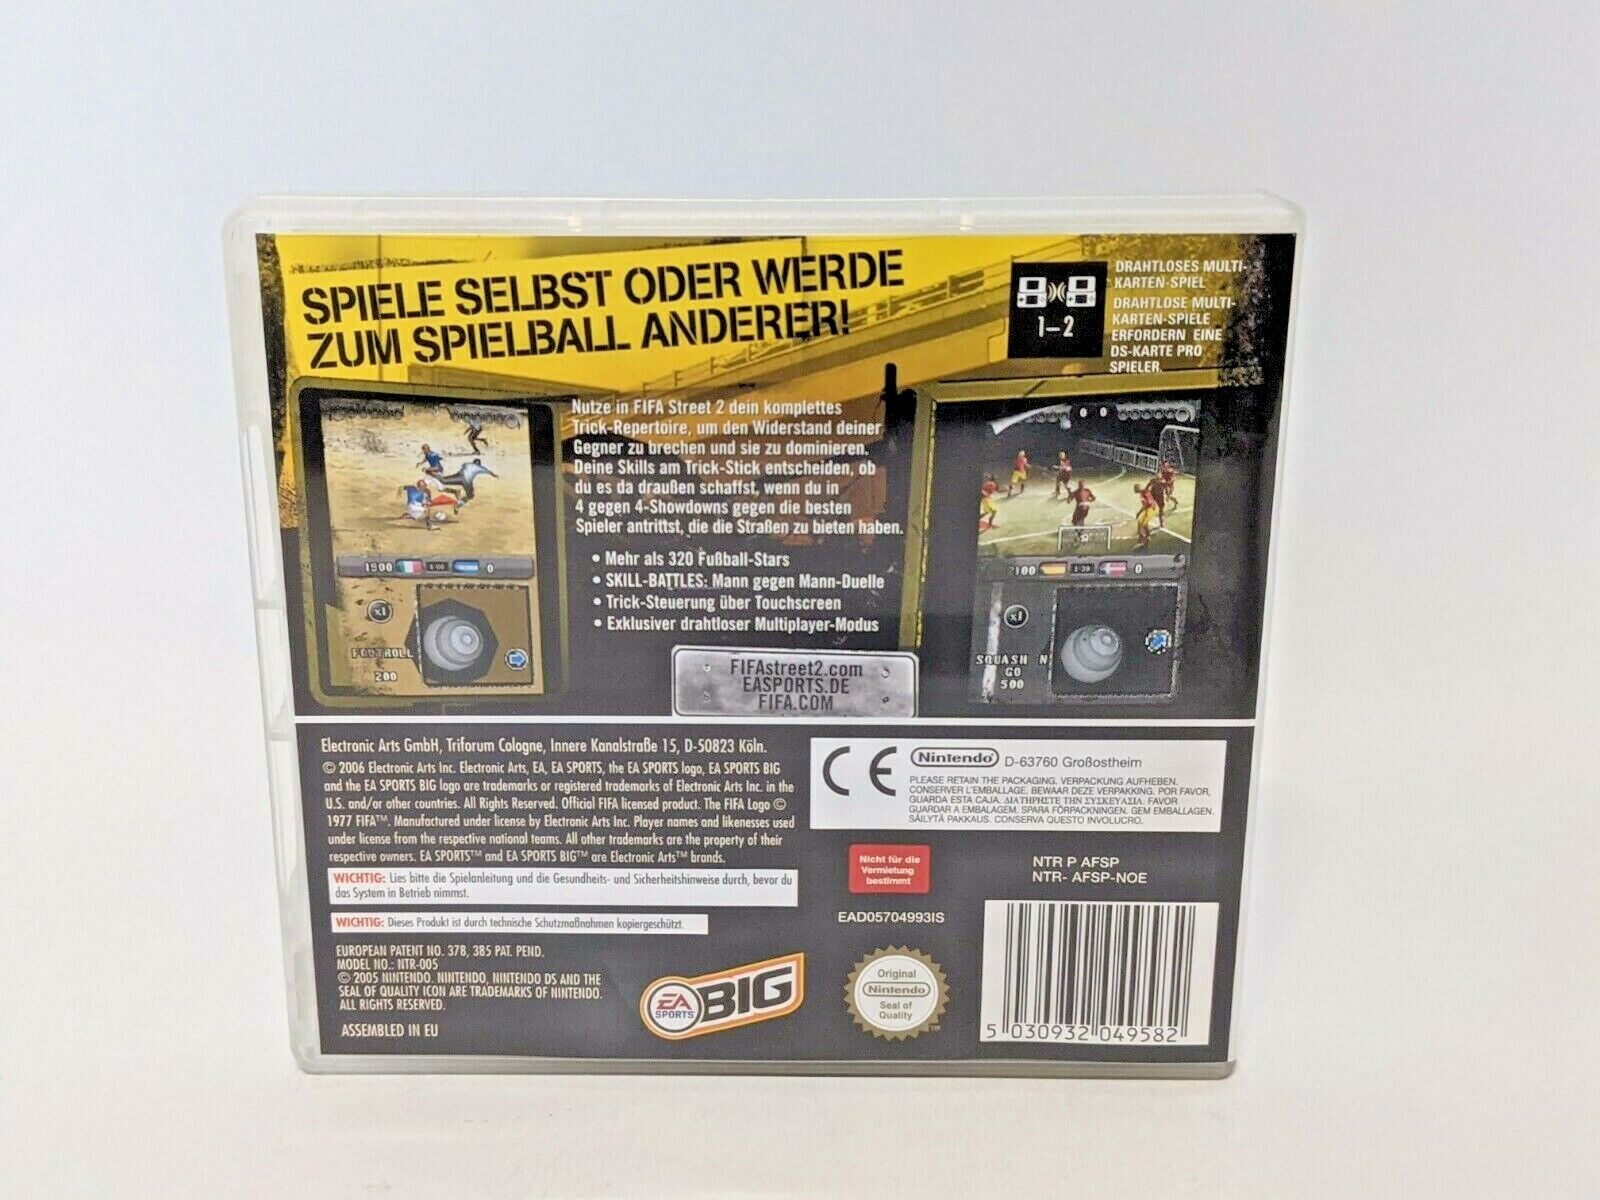 SPIELE SELBST ODER WERDE
ZUM SPIELBALL ANDERER!
1-2
DRAHTLOSES MULTI-
KARTEN-SPIEL
DRAHTLOSE MULTI-
KARTEN-SPIELE
ERFORDERN EINE
DS-KARTE PRO
SPIELER.
Nutze in FIFA Street 2 dein komplettes
Trick-Repertoire, um den Widerstand deiner
Gegner zu brechen und sie zu dominieren.
Deine Skills am Trick-Stick entscheiden, ob
du es da draußen schaffst, wenn du in
4 gegen 4-Showdowns gegen die besten
Spieler antrittst, die die Straßen zu bieten haben.
• Mehr als 320 Fußball-Stars
• SKILL-BATTLES: Mann gegen Mann-Duelle
• Trick-Steuerung über Touchscreen
• Exklusiver drahtloser Multiplayer-Modus
1900 0
x1
FOOTROLL
200
0 0
2100 0
x1
SQUASH N
GO
500
FIFAstreet2.com
EASPORTS.DE
FIFA.COM
Electronic Arts GmbH, Triforum Cologne, Innere Kanalstraße 15, D-50823 Köln.
© 2006 Electronic Arts Inc. Electronic Arts, EA, EA SPORTS, the EA SPORTS logo, EA SPORTS BIG
and the EA SPORTS BIG logo are trademarks or registered trademarks of Electronic Arts Inc. in the
U.S. and/or other countries. All Rights Reserved. Official FIFA licensed product. The FIFA Logo ©
1977 FIFA™. Manufactured under license by Electronic Arts Inc. Player names and likenesses used
under license from the respective national teams. All other trademarks are the property of their
respective owners. EA SPORTS™ and EA SPORTS BIG™ are Electronic Arts™ brands.
WICHTIG: Lies bitte die Spielanleitung und die Gesundheits- und Sicherheitshinweise durch, bevor du
das System in Betrieb nimmst.
WICHTIG: Dieses Produkt ist durch technische Schutzmaßnahmen kopiergeschützt.
EUROPEAN PATENT NO. 378, 385 PAT. PEND.
MODEL NO.: NTR-005
© 2005 NINTENDO. NINTENDO, NINTENDO DS AND THE
SEAL OF QUALITY ICON ARE TRADEMARKS OF NINTENDO.
ALL RIGHTS RESERVED.
ASSEMBLED IN EU
EA
SPORTS
BIG
CE
Nintendo D-63760 Großostheim
PLEASE RETAIN THE PACKAGING. VERPACKUNG AUFHEBEN.
CONSERVER L'EMBALLAGE. BEWAAR DEZE VERPAKKING. POR FAVOR,
GUARDA ESTA CAJA. ΔΙΑΤΗΡΗΣΤΕ ΤΗΝ ΣΥΣΚΕΥΑΣΙΑ. FAVOR
GUARDAR A EMBALAGEM. SPARA FÖRPACKNINGEN. GEM EMBALLAGEN.
SÄILYTÄ PAKKAUS. CONSERVA QUESTO INVOLUCRO.
Nicht für die
Vermietung
bestimmt
EAD05704993IS
NTR P AFSP
NTR- AFSP-NOE
Original
Nintendo
Seal of
Quality
5 030932 049582